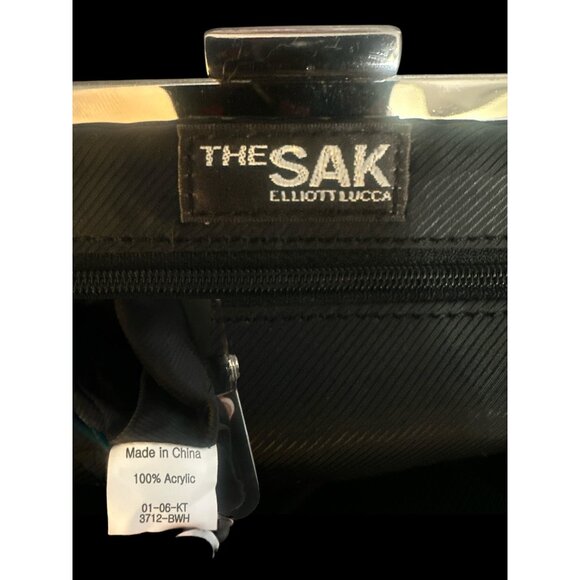 THE SAK
ELLIOTT LUCCA
Made in China
100% Acrylic
01-06-KT
3712-BWH